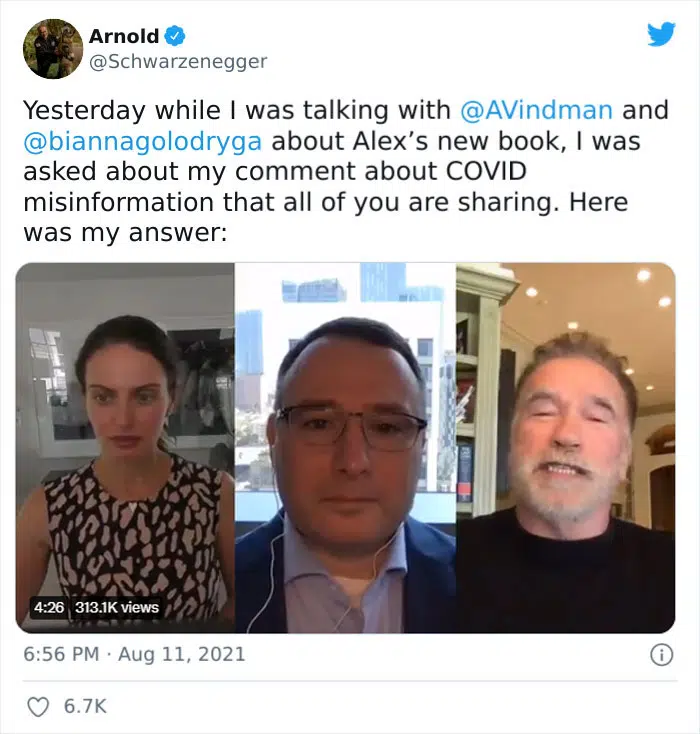 Arnold
@Schwarzenegger
Yesterday while I was talking with @AVindman and
@biannagolodryga about Alex’s new book, I was
asked about my comment about COVID
misinformation that all of you are sharing. Here
was my answer:
4:26 313.1K views
6:56 PM · Aug 11, 2021
6.7K